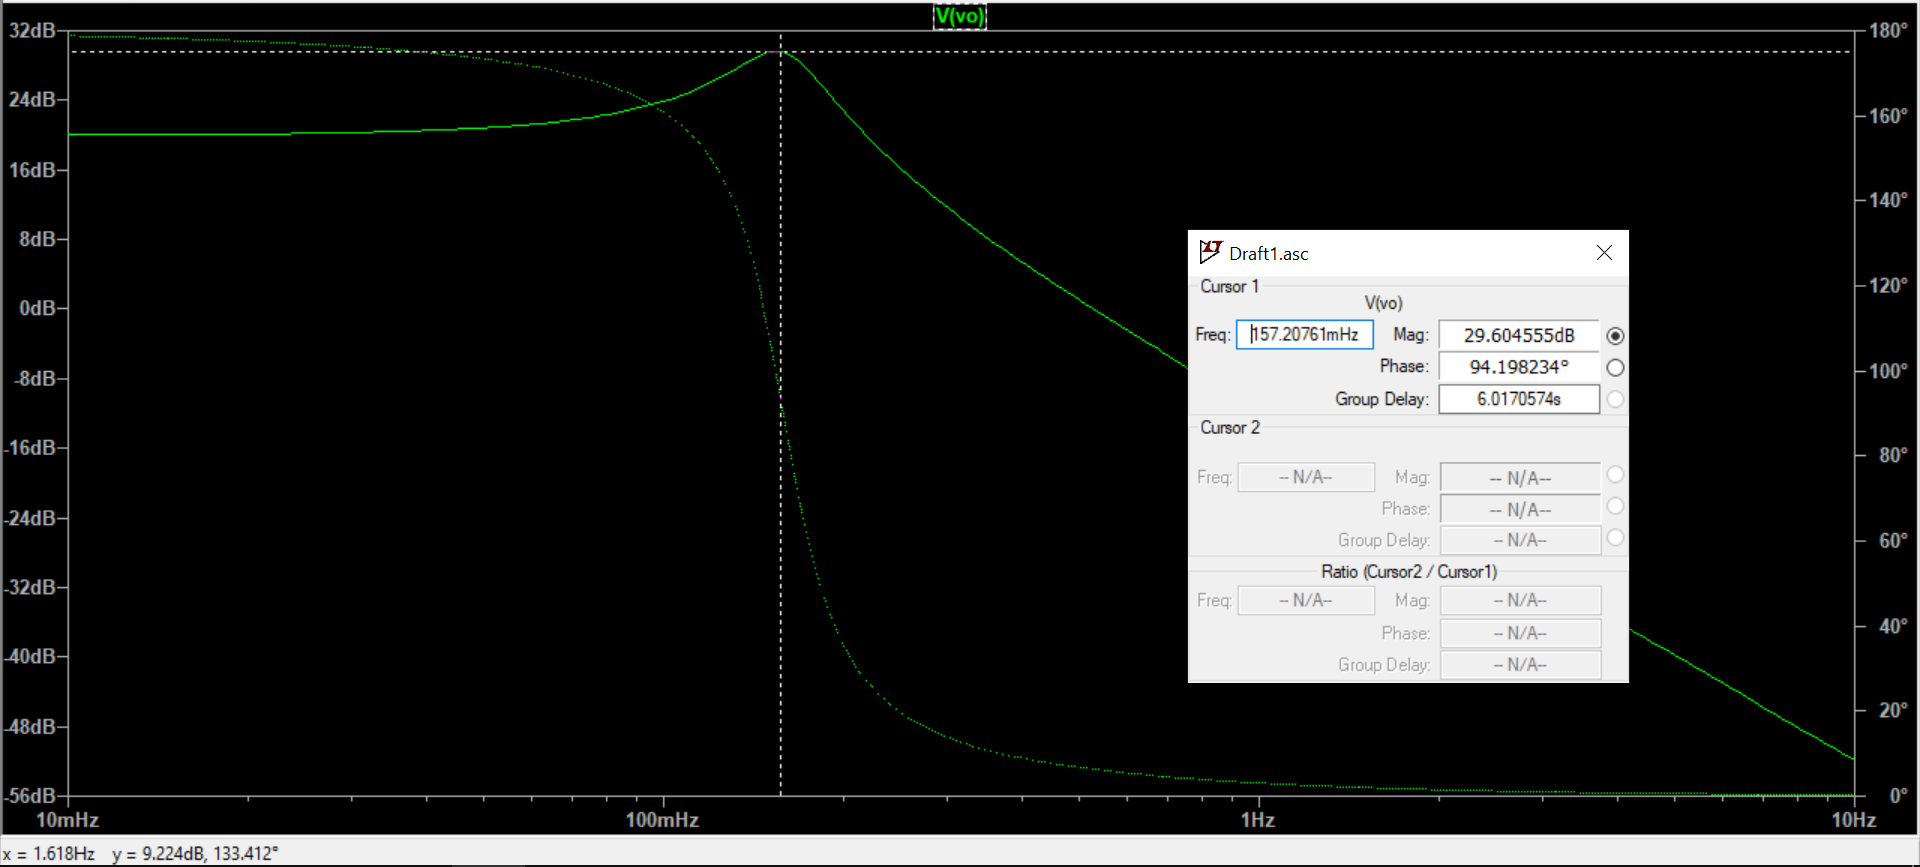 V(vo)
32dB
24dB
16dB
8dB
0dB
-8dB
-16dB
-24dB
-32dB
-40dB
-48dB
-56dB
180°
160°
140°
120°
100°
80°
60°
40°
20°
0°
10mHz 100mHz 1Hz 10Hz
Draft1.asc
Cursor 1
V(vo)
Freq: 157.20761mHz Mag: 29.604555dB
Phase: 94.198234°
Group Delay: 6.0170574s
Cursor 2
Freq: -- N/A-- Mag: -- N/A--
Phase: -- N/A--
Group Delay: -- N/A--
Ratio (Cursor2 / Cursor1)
Freq: -- N/A-- Mag: -- N/A--
Phase: -- N/A--
Group Delay: -- N/A--
x = 1.618Hz y = 9.224dB, 133.412°